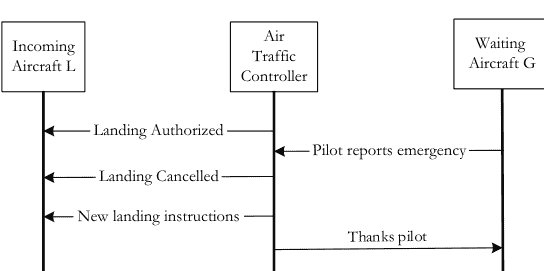 Incoming
Aircraft L
Air
Traffic
Controller
Waiting
Aircraft G
Landing Authorized
Pilot reports emergency
Landing Cancelled
New landing instructions
Thanks pilot